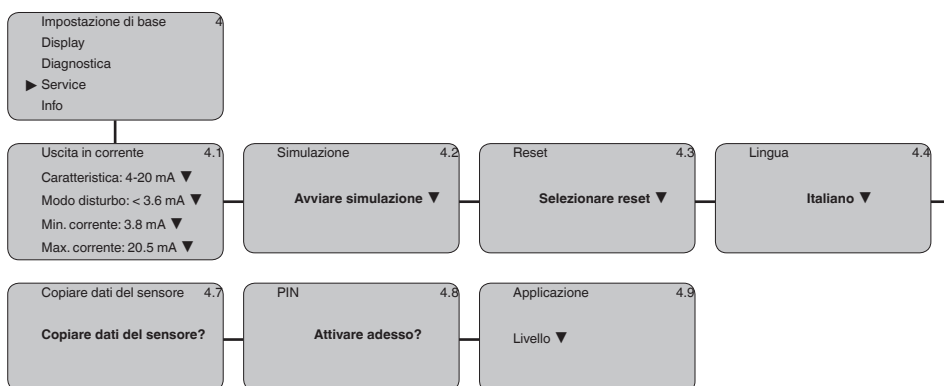 Impostazione di base 4
Display
Diagnostica
▶ Service
Info
Uscita in corrente 4.1
Caratteristica: 4-20 mA ▼
Modo disturbo: < 3.6 mA ▼
Min. corrente: 3.8 mA ▼
Max. corrente: 20.5 mA ▼
Simulazione 4.2
Avviare simulazione ▼
Reset 4.3
Selezionare reset ▼
Lingua 4.4
Italiano ▼
Copiare dati del sensore 4.7
Copiare dati del sensore?
PIN 4.8
Attivare adesso?
Applicazione 4.9
Livello ▼